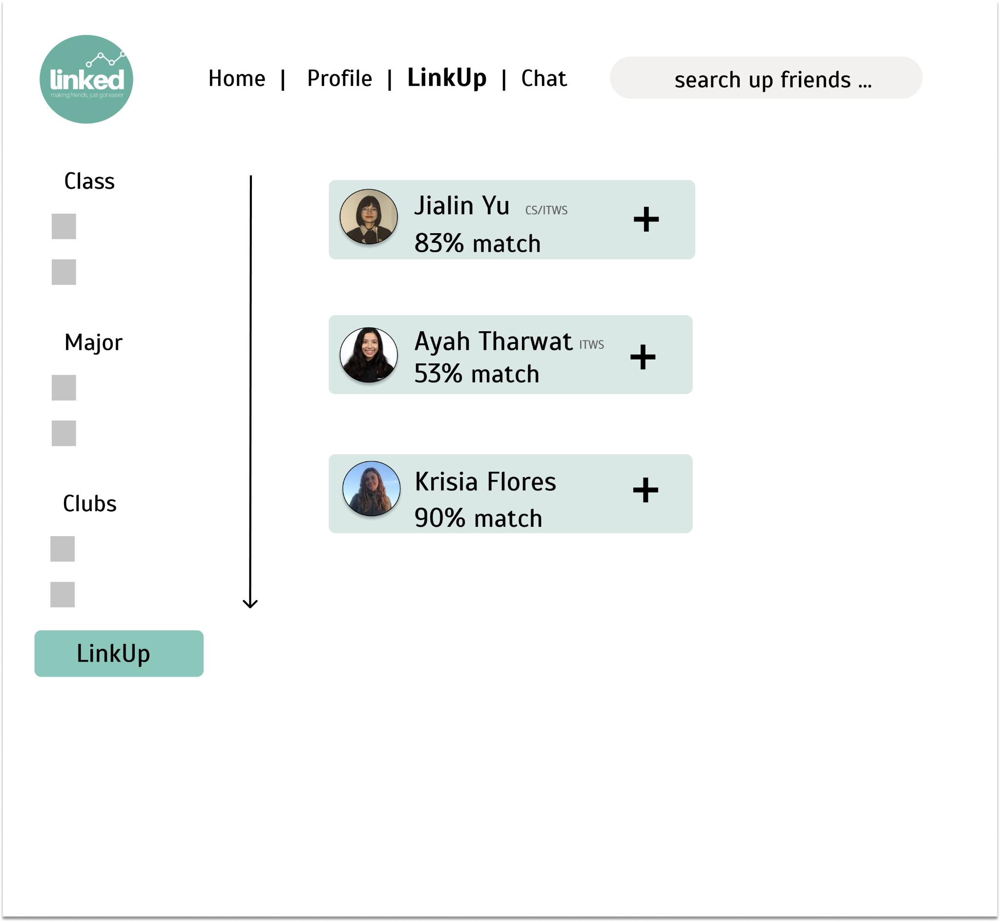 linked
making friends, just got easier
Home | Profile | LinkUp | Chat
search up friends ...
Class
Major
Clubs
LinkUp
Jialin Yu CS/ITWS
83% match
+
Ayah Tharwat ITWS
53% match
+
Krisia Flores
90% match
+